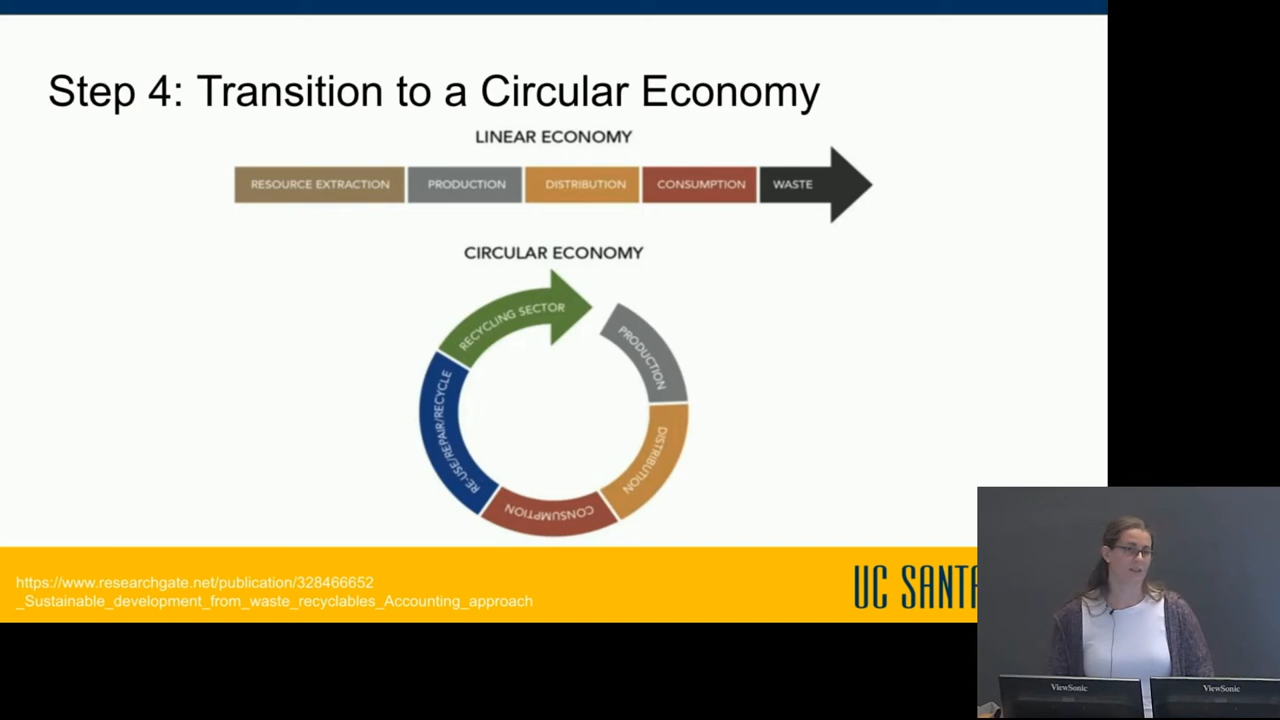 Step 4: Transition to a Circular Economy
LINEAR ECONOMY
RESOURCE EXTRACTION
PRODUCTION
DISTRIBUTION
CONSUMPTION
WASTE
CIRCULAR ECONOMY
RECYCLING SECTOR
PRODUCTION
DISTRIBUTION
CONSUMPTION
RE-USE/REPAIR/RECYCLE
https://www.researchgate.net/publication/328466652
_Sustainable_development_from_waste_recyclables_Accounting_approach
UC SANTA
ViewSonic
ViewSonic